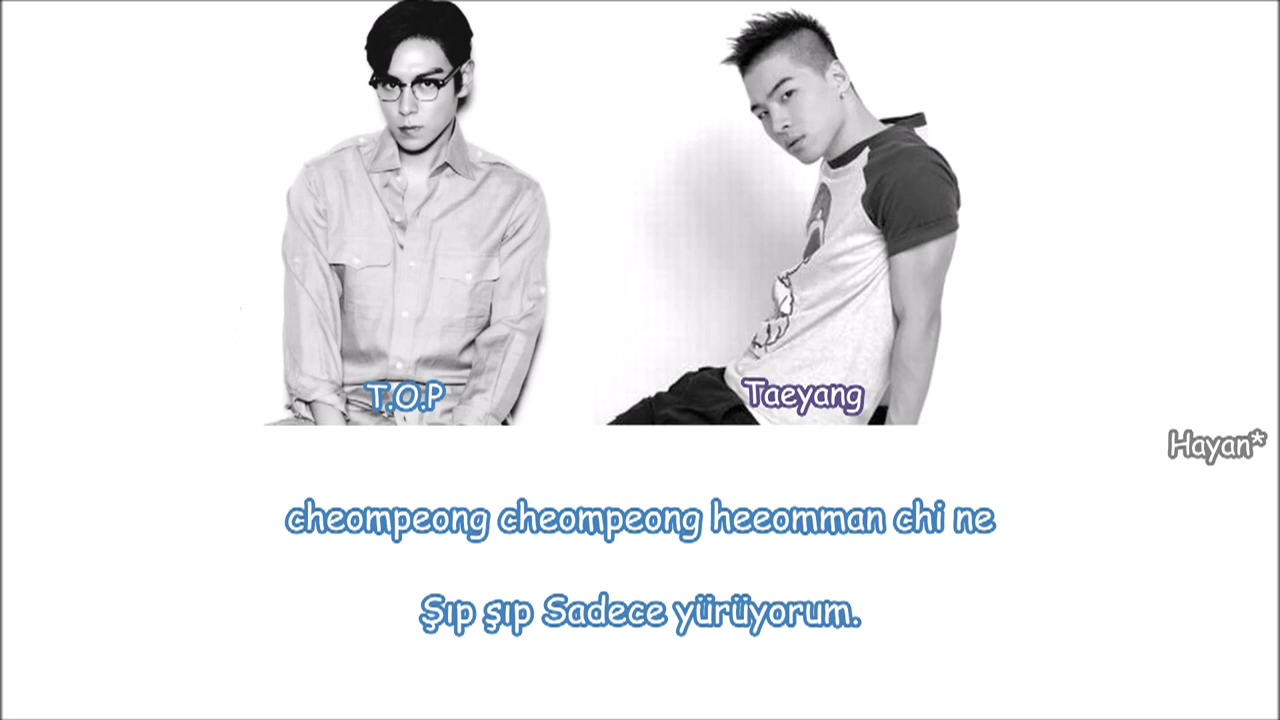 T.O.P
Taeyang
Hayan*
cheompeong cheompeong heeomman chi ne
Şıp şıp Sadece yürüyorum.